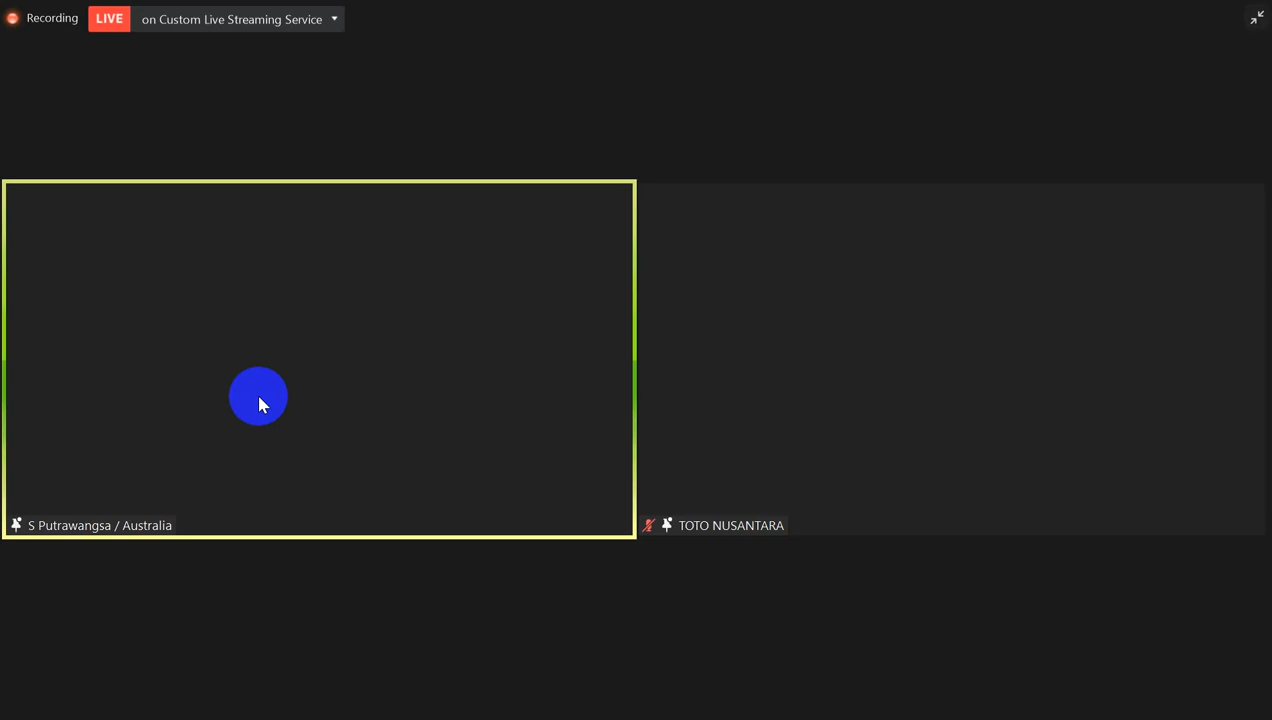 Recording
LIVE
on Custom Live Streaming Service
S Putrawangsa / Australia
TOTO NUSANTARA